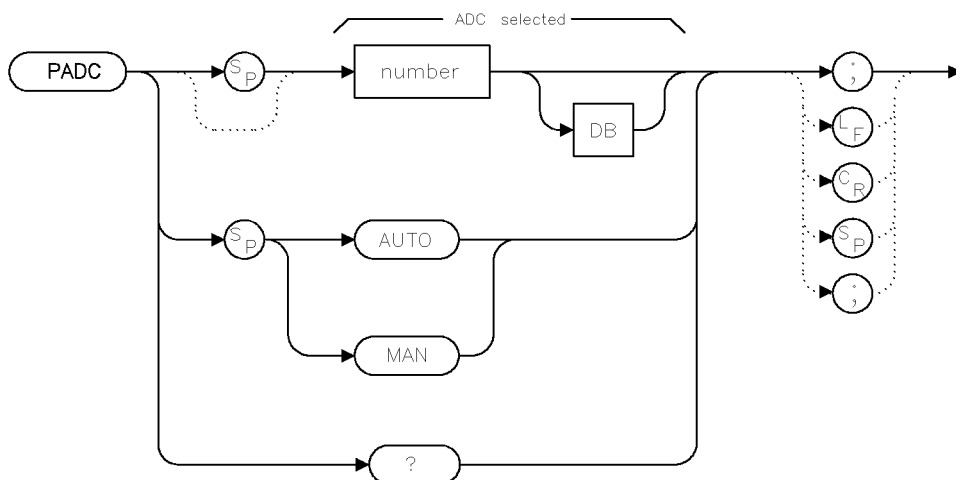 ADC selected
PADC
SP
number
DB
;
LF
CR
SP
;
SP
AUTO
MAN
?